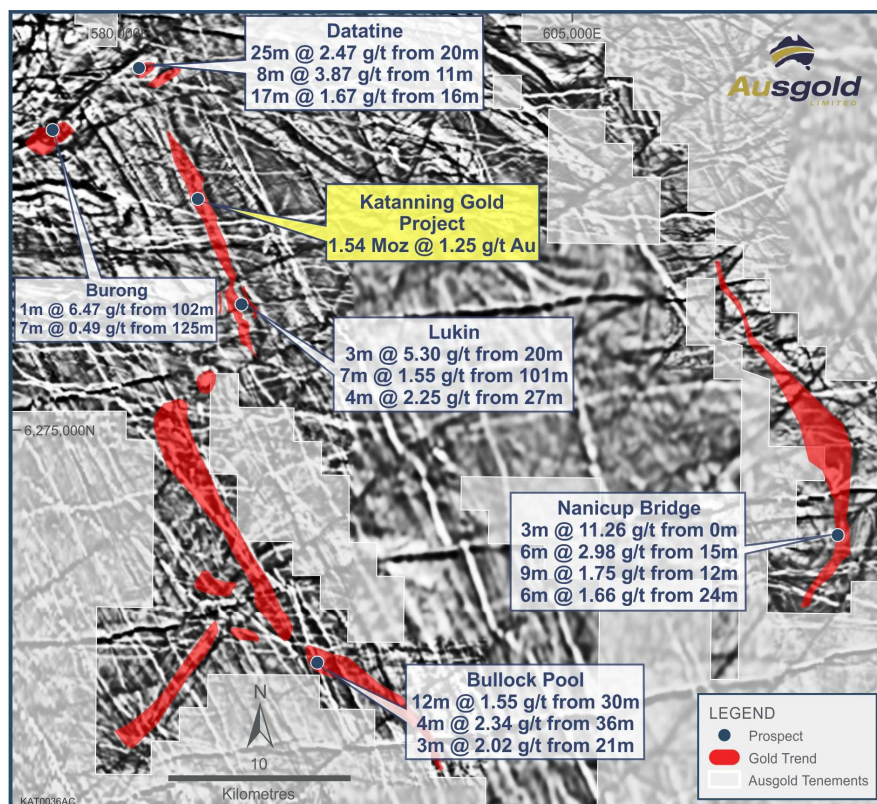 580,000E
605,000E
Datatine
25m @ 2.47 g/t from 20m
8m @ 3.87 g/t from 11m
17m @ 1.67 g/t from 16m
Ausgold
LIMITED
Katanning Gold
Project
1.54 Moz @ 1.25 g/t Au
Burong
1m @ 6.47 g/t from 102m
7m @ 0.49 g/t from 125m
Lukin
3m @ 5.30 g/t from 20m
7m @ 1.55 g/t from 101m
4m @ 2.25 g/t from 27m
6,275,000N
Nanicup Bridge
3m @ 11.26 g/t from 0m
6m @ 2.98 g/t from 15m
9m @ 1.75 g/t from 12m
6m @ 1.66 g/t from 24m
Bullock Pool
12m @ 1.55 g/t from 30m
4m @ 2.34 g/t from 36m
3m @ 2.02 g/t from 21m
N
10
Kilometres
LEGEND
Prospect
Gold Trend
Ausgold Tenements
KAT0036AC